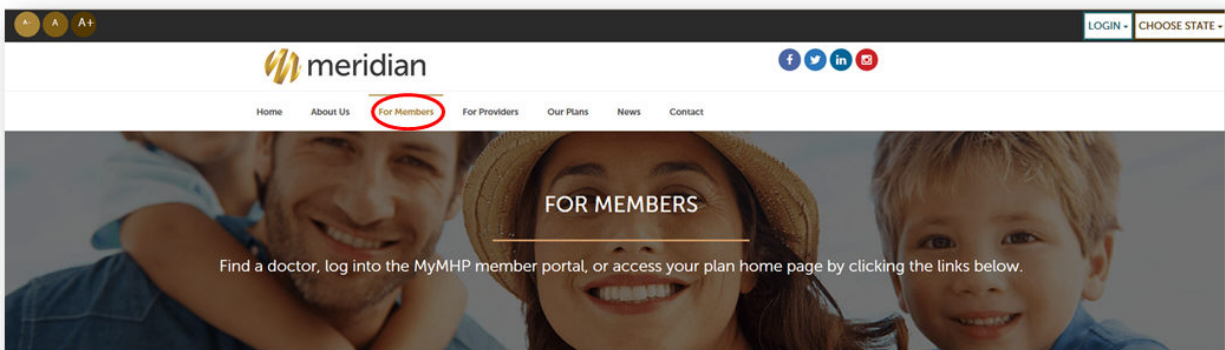 A- A A+
LOGIN CHOOSE STATE
meridian
Home About Us For Members For Providers Our Plans News Contact
FOR MEMBERS
Find a doctor, log into the MyMHP member portal, or access your plan home page by clicking the links below.